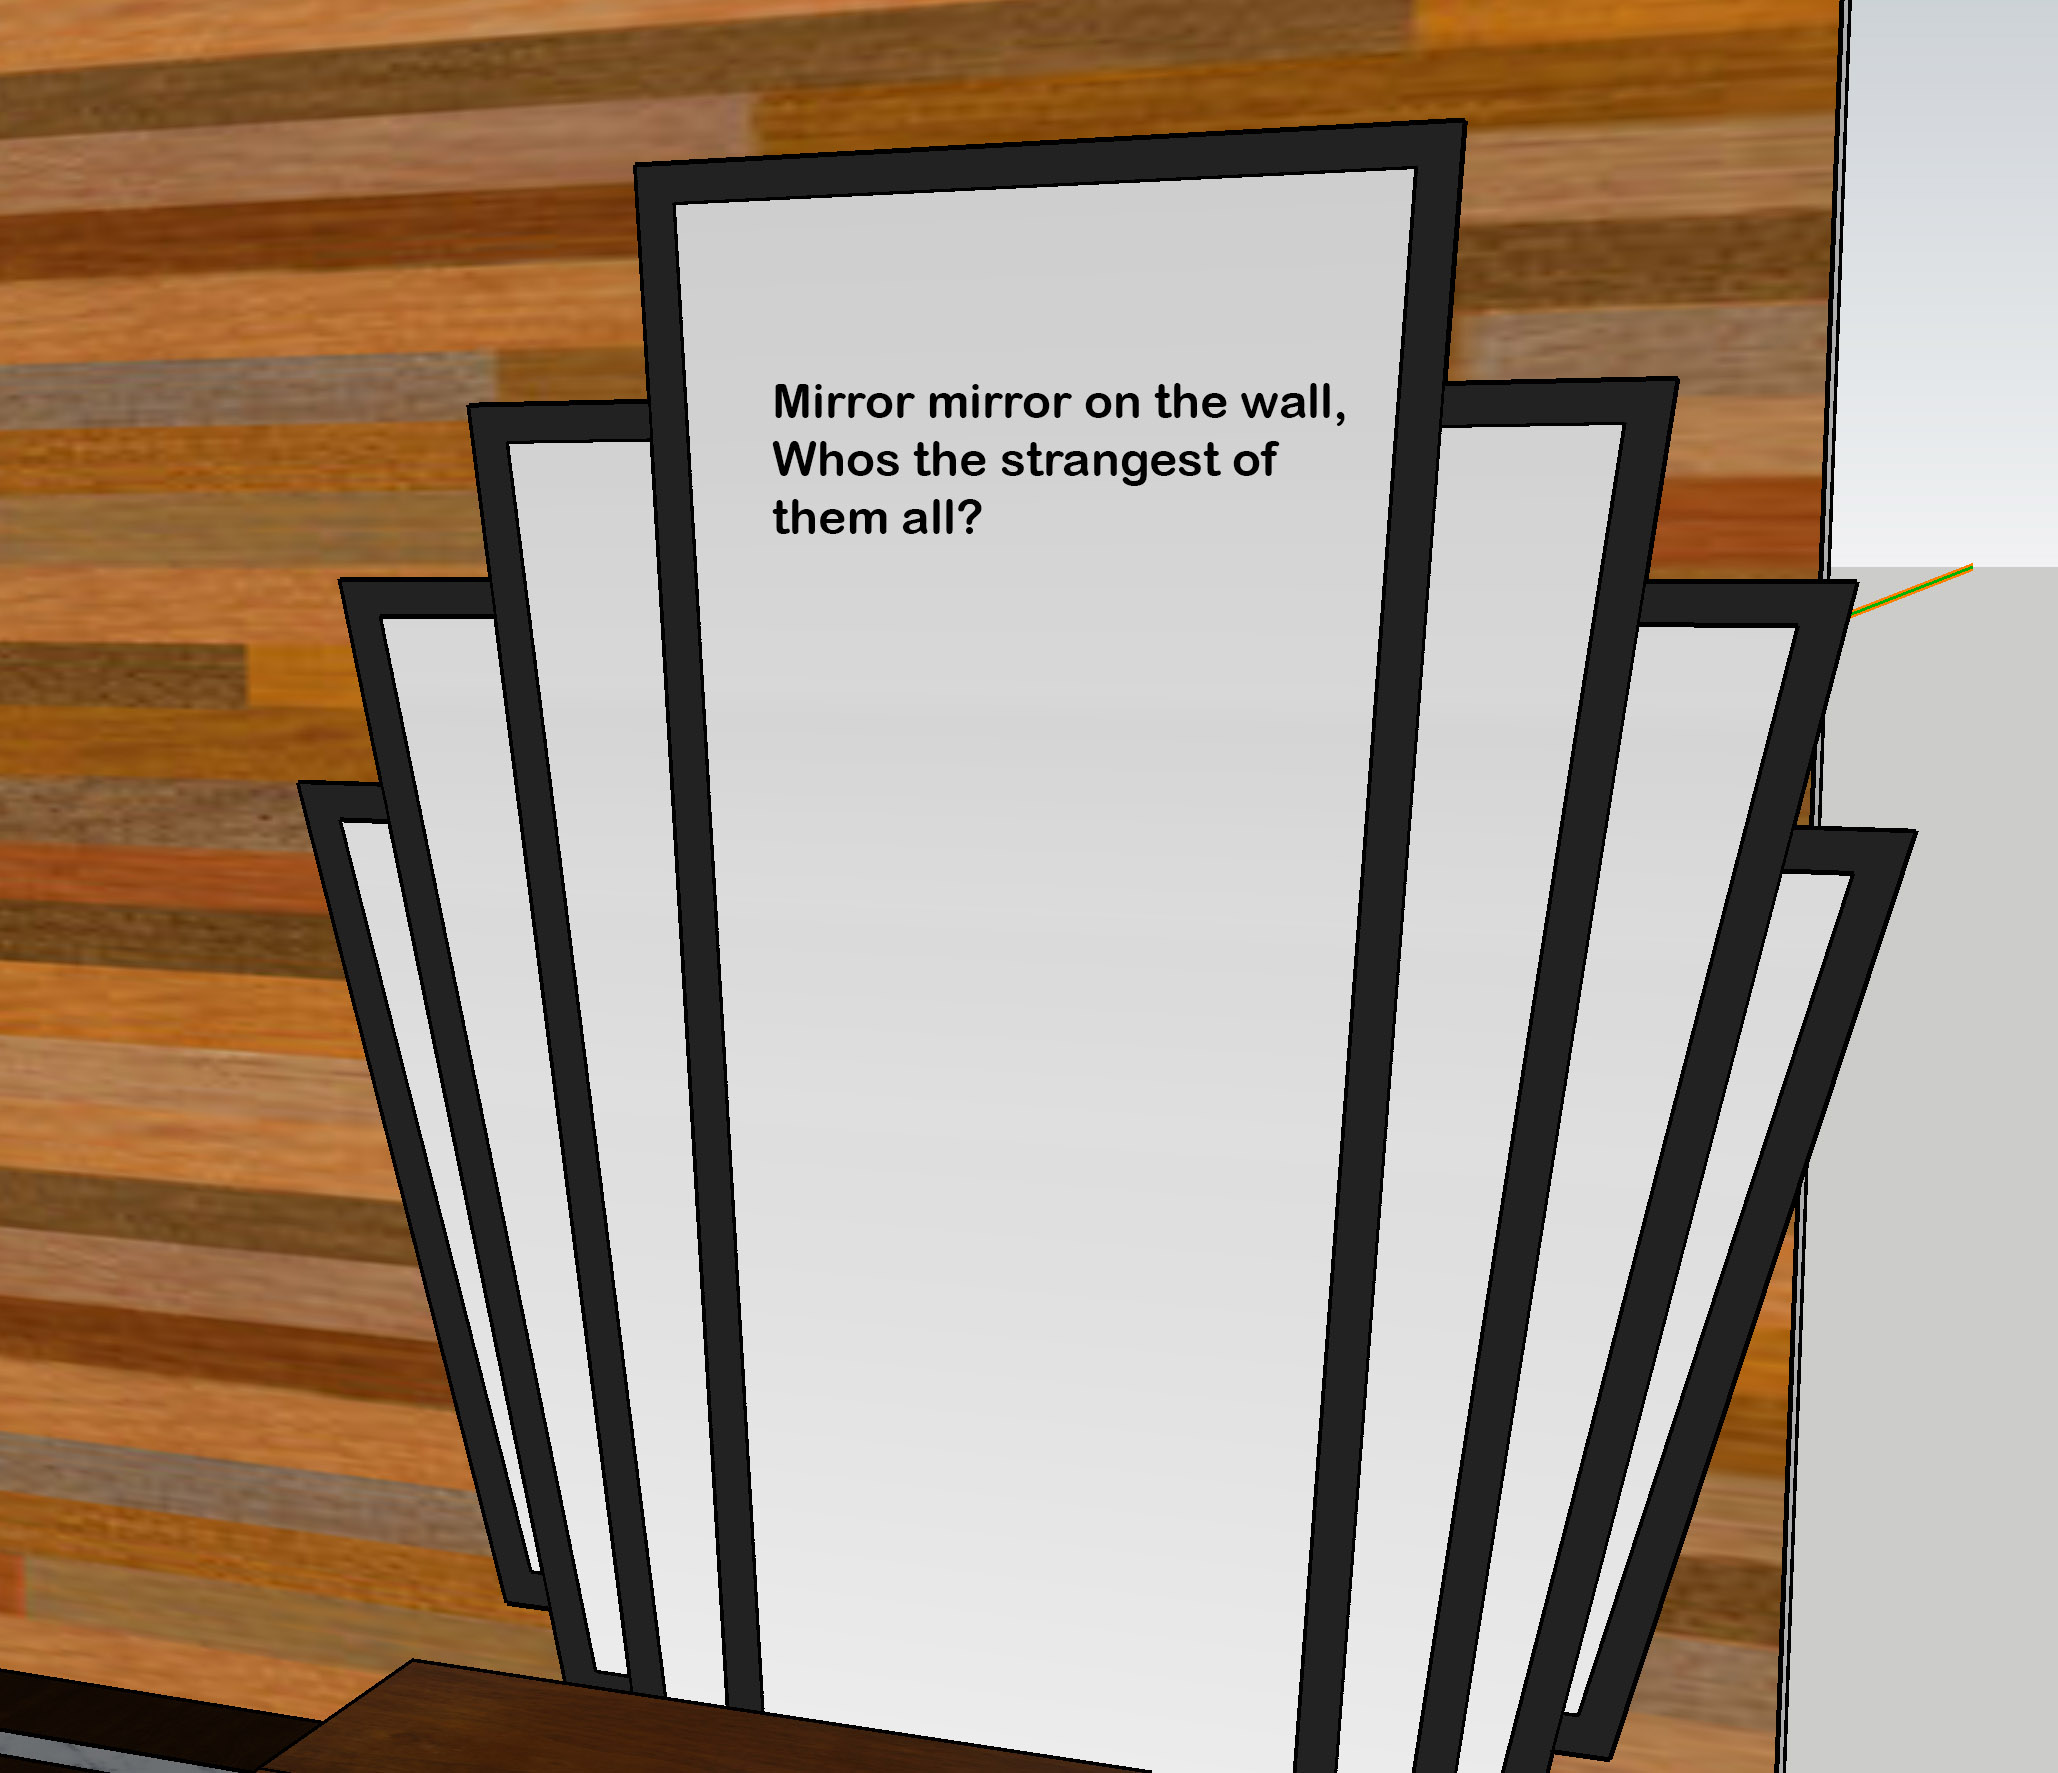 Mirror mirror on the wall,
Whos the strangest of
them all?